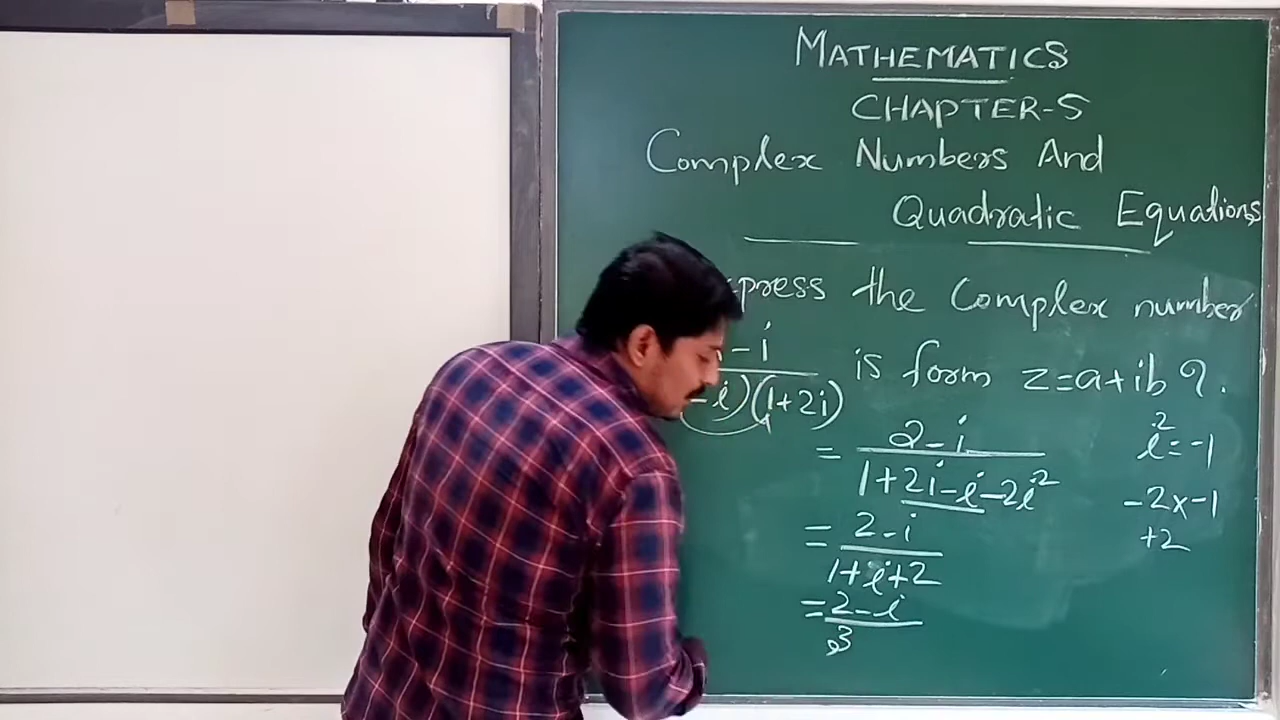 MATHEMATICS
CHAPTER-5
Complex Numbers And
Quadratic Equations
the Complex number
-i
is form z=a+ib?.
-i)(1+2i)
= 2-i
1+2i-i-2i²
i²=-1
-2x-1
+2
= 2-i
1+i+2
= 2-i
3